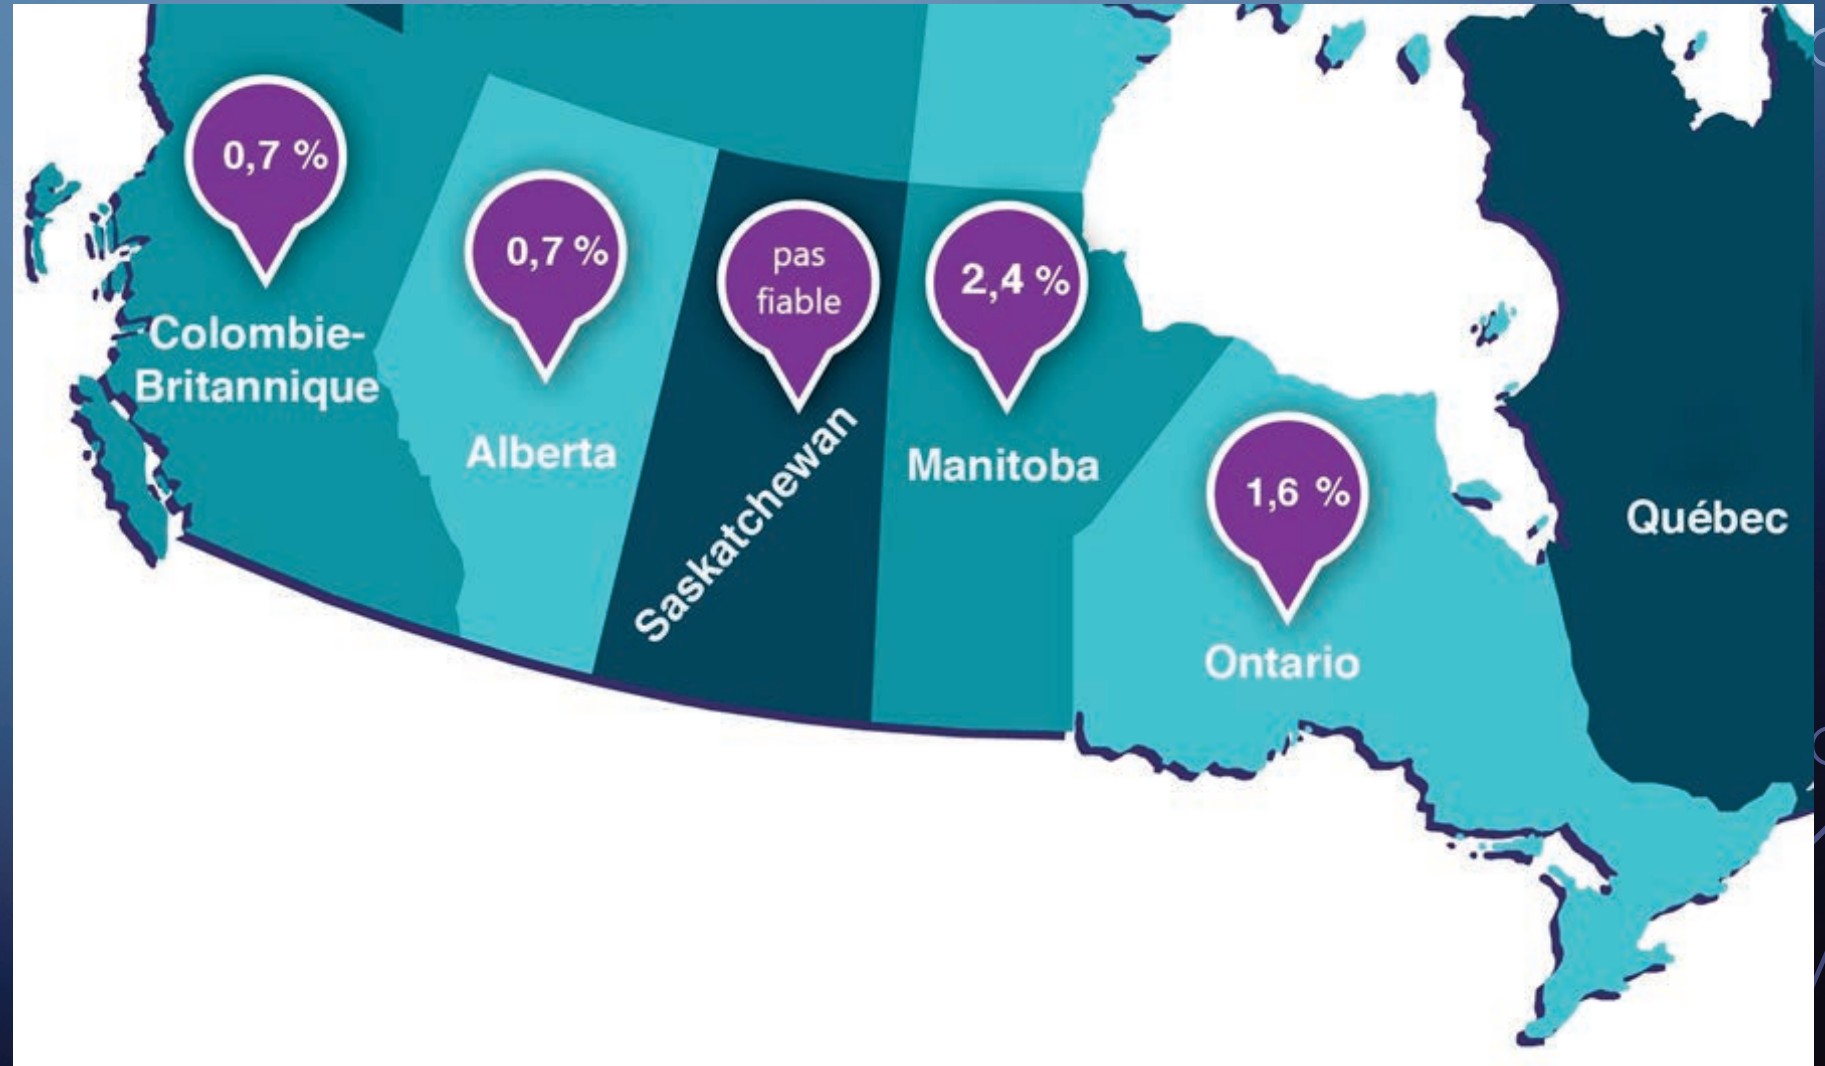 0,7 %
Colombie-
Britannique
0,7 %
Alberta
pas
fiable
Saskatchewan
2,4 %
Manitoba
1,6 %
Ontario
Québec